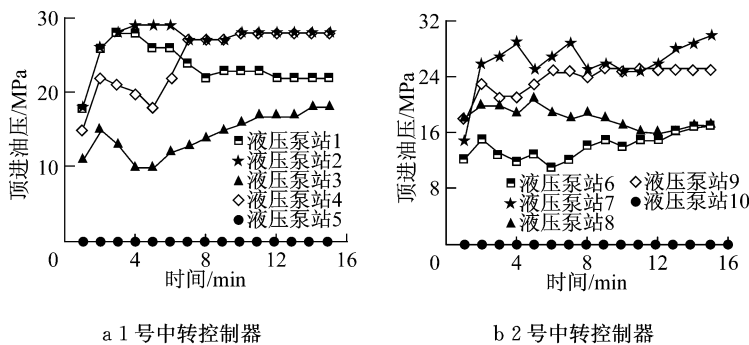 30
20
10
0
4
8
12
16
顶进油压/MPa
时间/min
液压泵站1
液压泵站2
液压泵站3
液压泵站4
液压泵站5
a 1号中转控制器
32
24
16
8
0
4
8
12
16
顶进油压/MPa
时间/min
液压泵站6
液压泵站7
液压泵站8
液压泵站9
液压泵站10
b 2号中转控制器